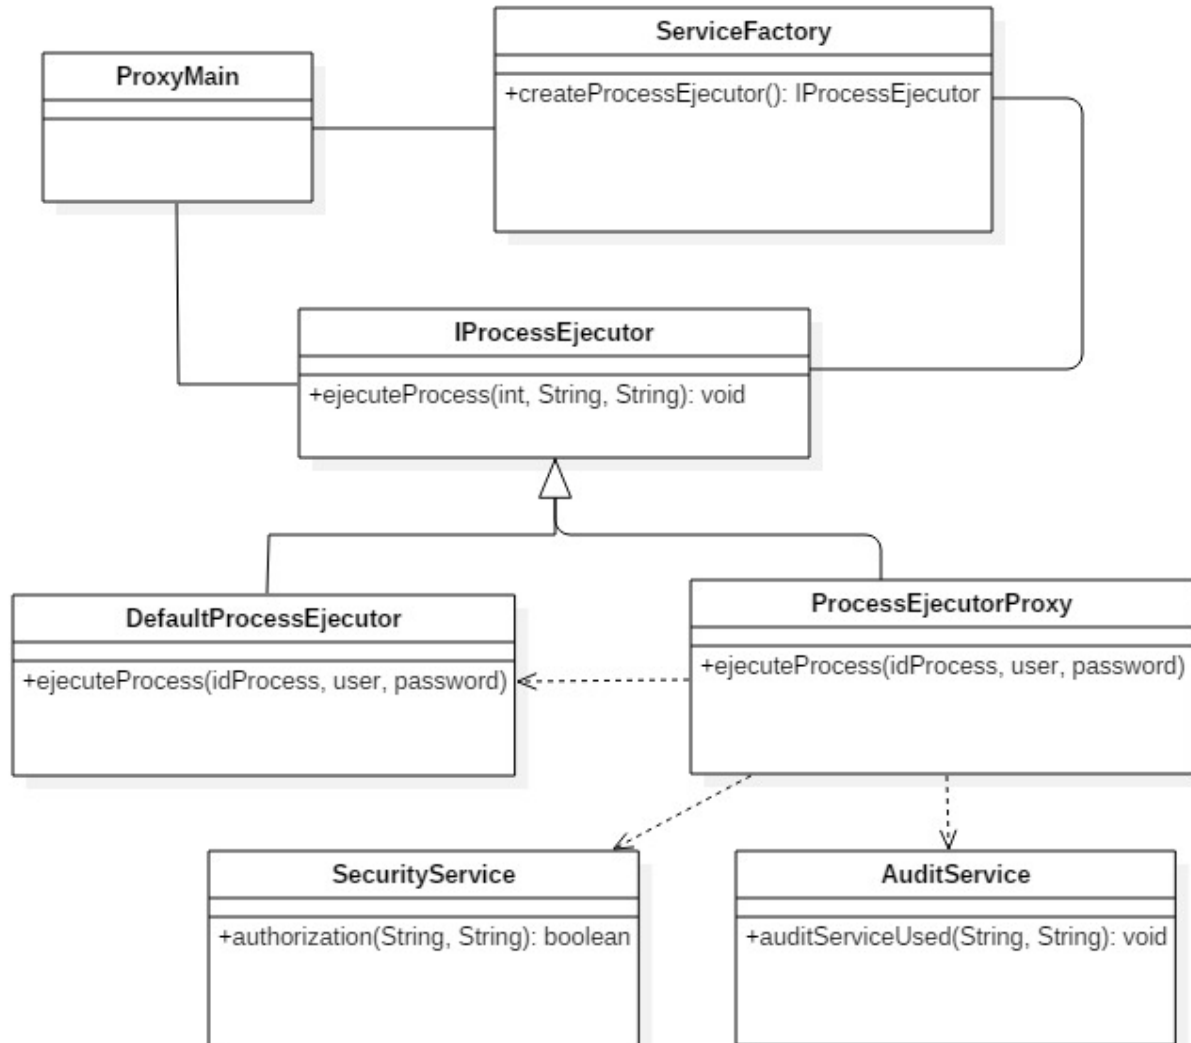 ServiceFactory
+createProcessEjecutor(): IProcessEjecutor
ProxyMain
IProcessEjecutor
+ejecuteProcess(int, String, String): void
DefaultProcessEjecutor
+ejecuteProcess(idProcess, user, password)
ProcessEjecutorProxy
+ejecuteProcess(idProcess, user, password)
SecurityService
+authorization(String, String): boolean
AuditService
+auditServiceUsed(String, String): void